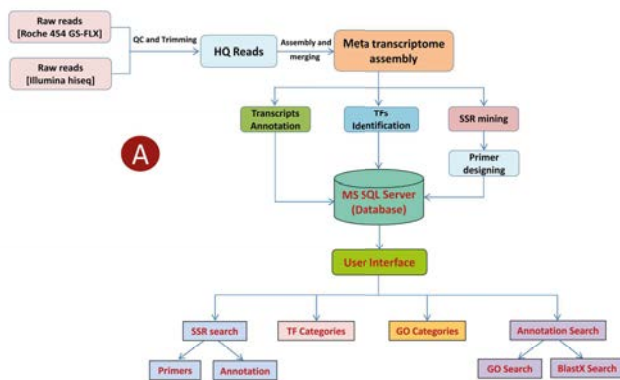 Raw reads
[Roche 454 GS-FLX]
Raw reads
[Illumina hiseq]
QC and Trimming
HQ Reads
Assembly and
merging
Meta transcriptome
assembly
Transcripts
Annotation
TFs
Identification
SSR mining
Primer
designing
A
MS SQL Server
(Database)
User Interface
SSR search
TF Categories
GO Categories
Annotation Search
Primers
Annotation
GO Search
BlastX Search